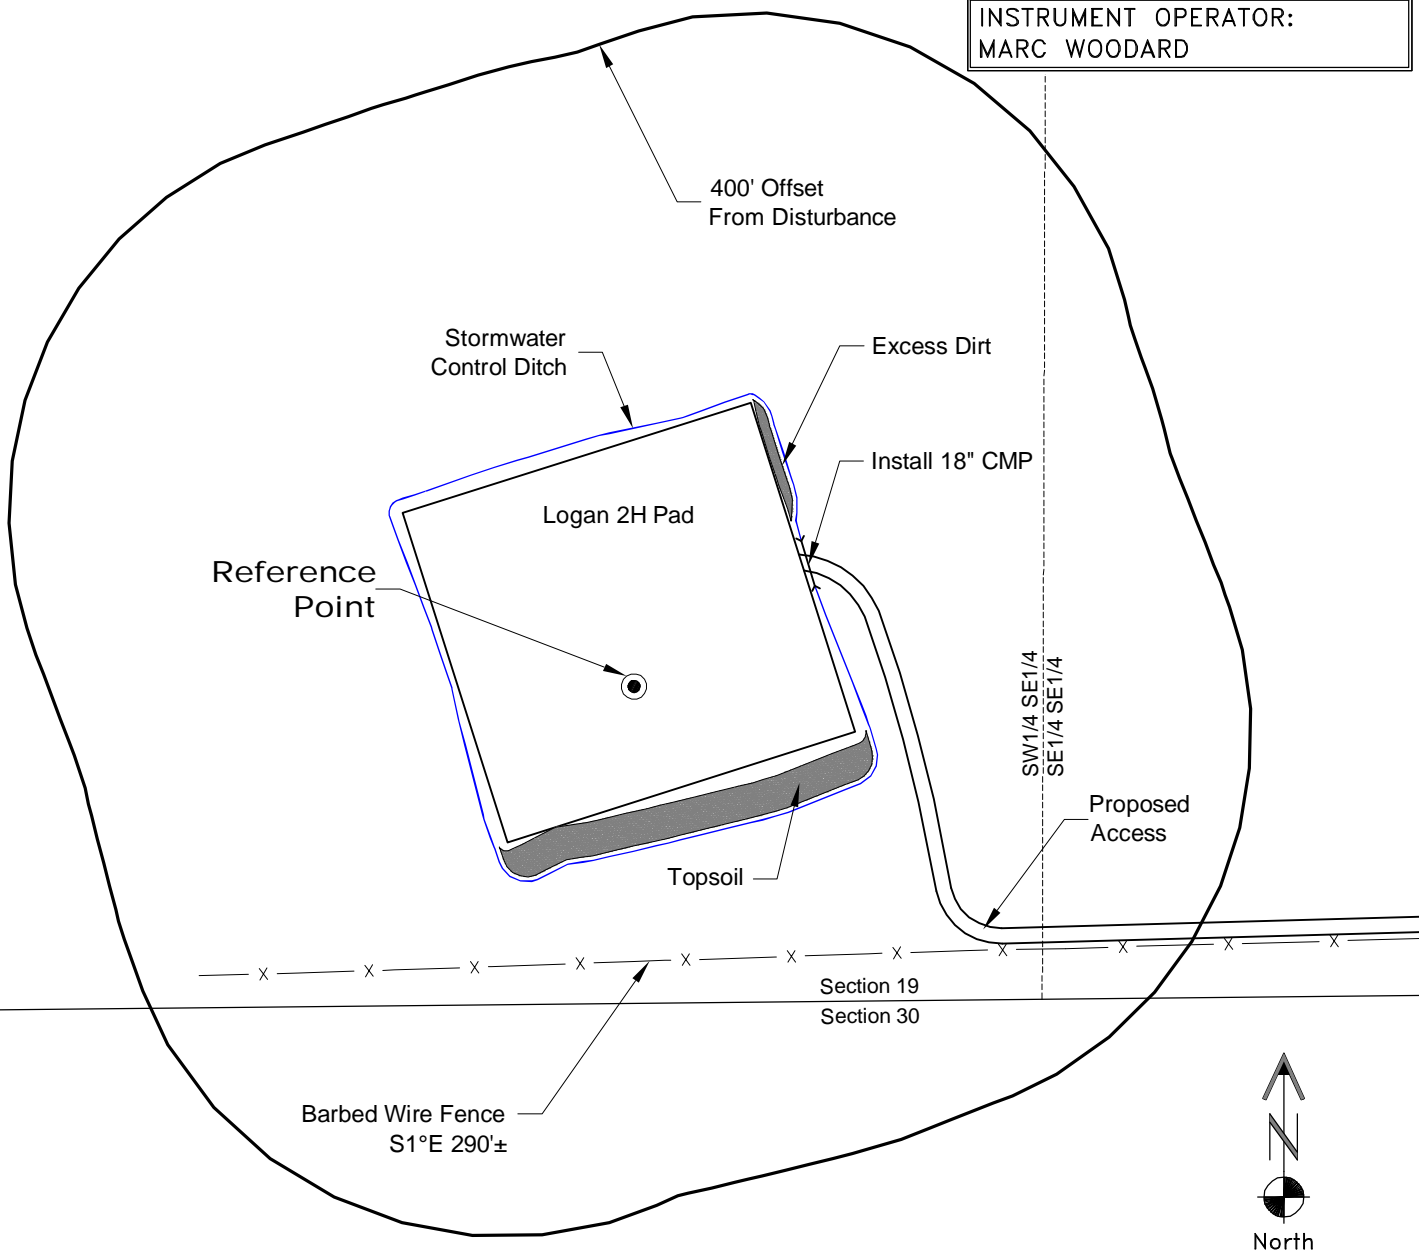 INSTRUMENT OPERATOR:
MARC WOODARD
400' Offset
From Disturbance
Stormwater
Control Ditch
Excess Dirt
Install 18" CMP
Logan 2H Pad
Reference
Point
SW1/4 SE1/4
SE1/4 SE1/4
Proposed
Access
Topsoil
X X X X X X X X X X X
Section 19
Section 30
Barbed Wire Fence
S1°E 290'±
N
North